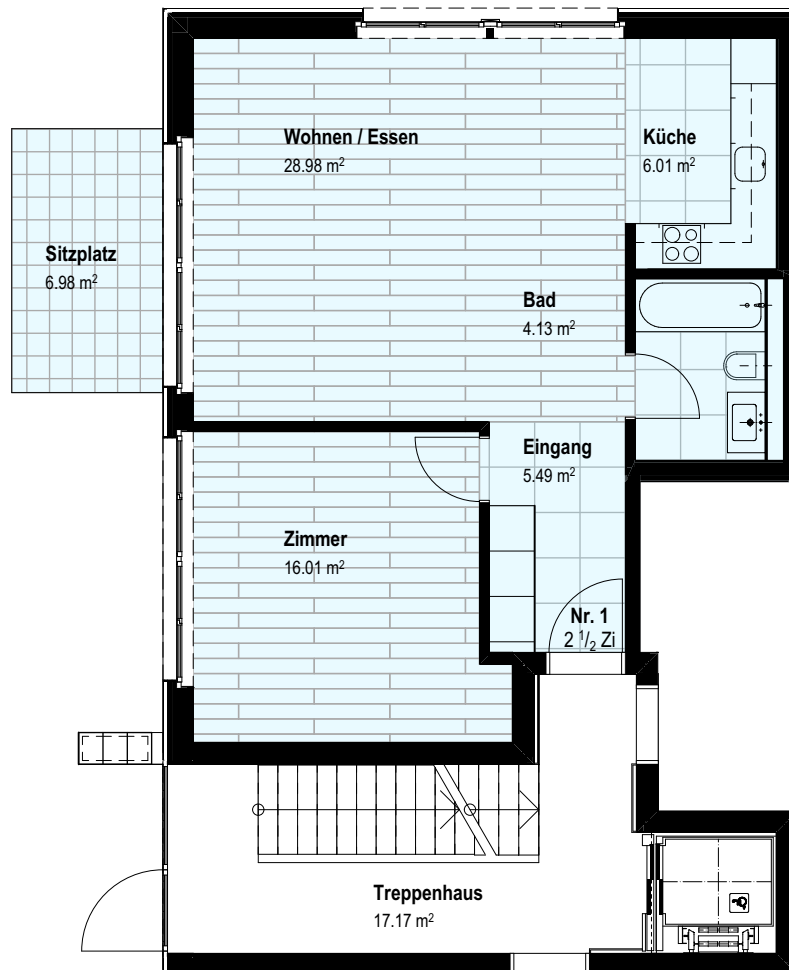 Wohnen / Essen
28.98 m²
Küche
6.01 m²
Sitzplatz
6.98 m²
Bad
4.13 m²
Eingang
5.49 m²
Zimmer
16.01 m²
Nr. 1
2 ¹/₂ Zi
Treppenhaus
17.17 m²